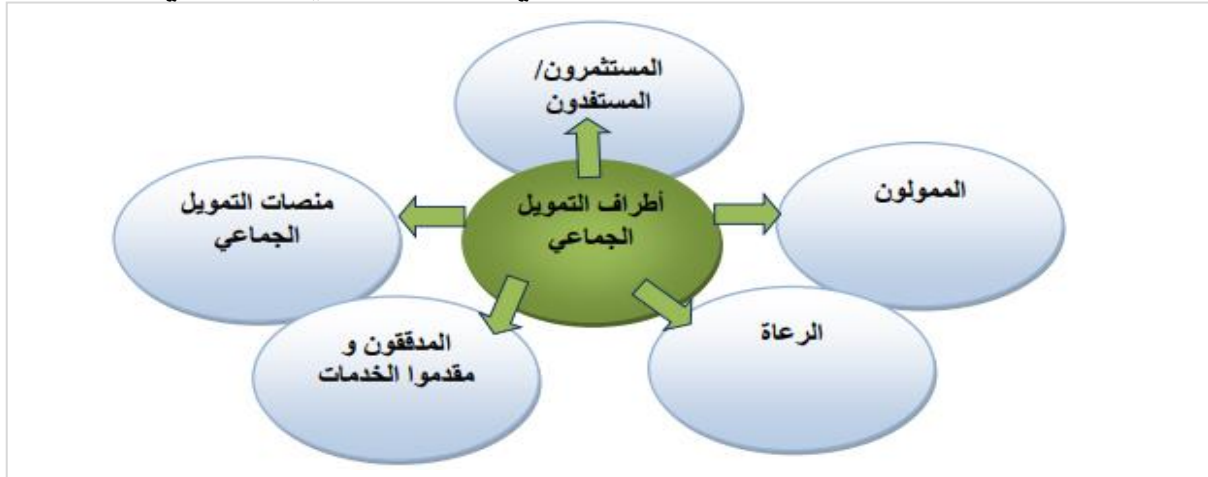 المستثمرون/
المستفدون
الممولون
أطراف التمويل
الجماعي
منصات التمويل
الجماعي
الرعاة
المدققون و
مقدموا الخدمات